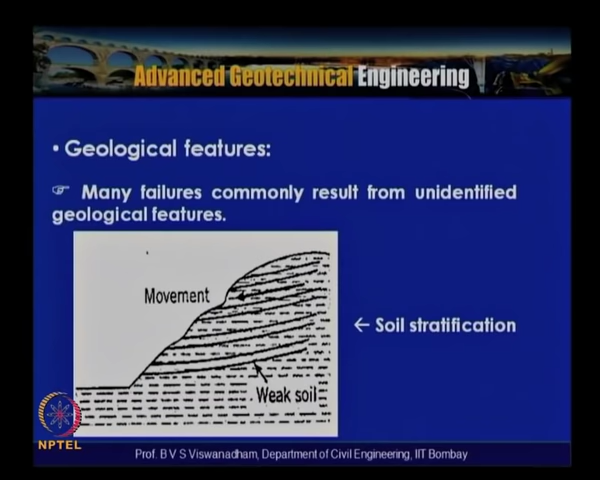 Advanced Geotechnical Engineering
• Geological features:
☞ Many failures commonly result from unidentified
geological features.
Movement
← Soil stratification
Weak soil
NPTEL
Prof. B V S Viswanadham, Department of Civil Engineering, IIT Bombay